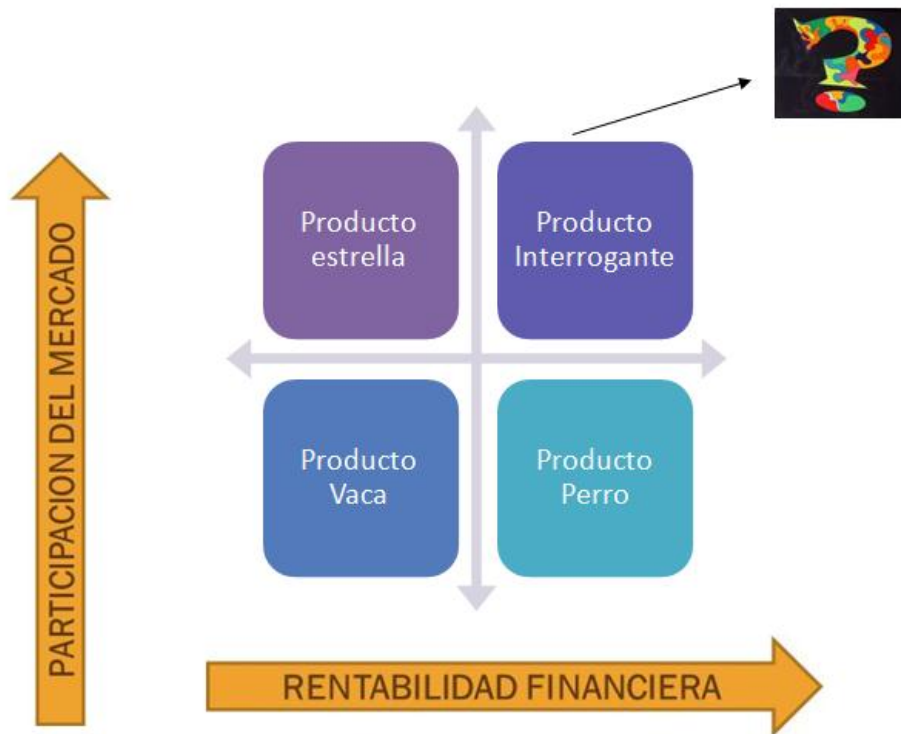 ?
PARTICIPACION DEL MERCADO
Producto
estrella
Producto
Interrogante
Producto
Vaca
Producto
Perro
RENTABILIDAD FINANCIERA